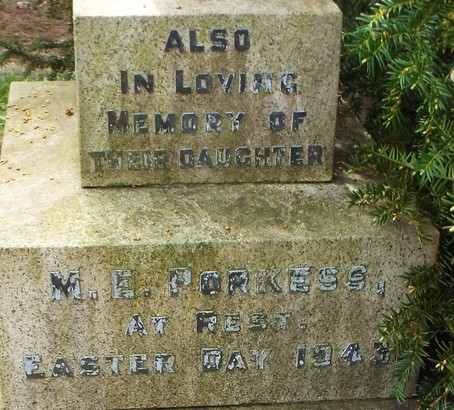 ALSO
IN LOVING
MEMORY OF
THEIR DAUGHTER
M. E. PORKESS,
AT REST.
EASTER DAY 1943.